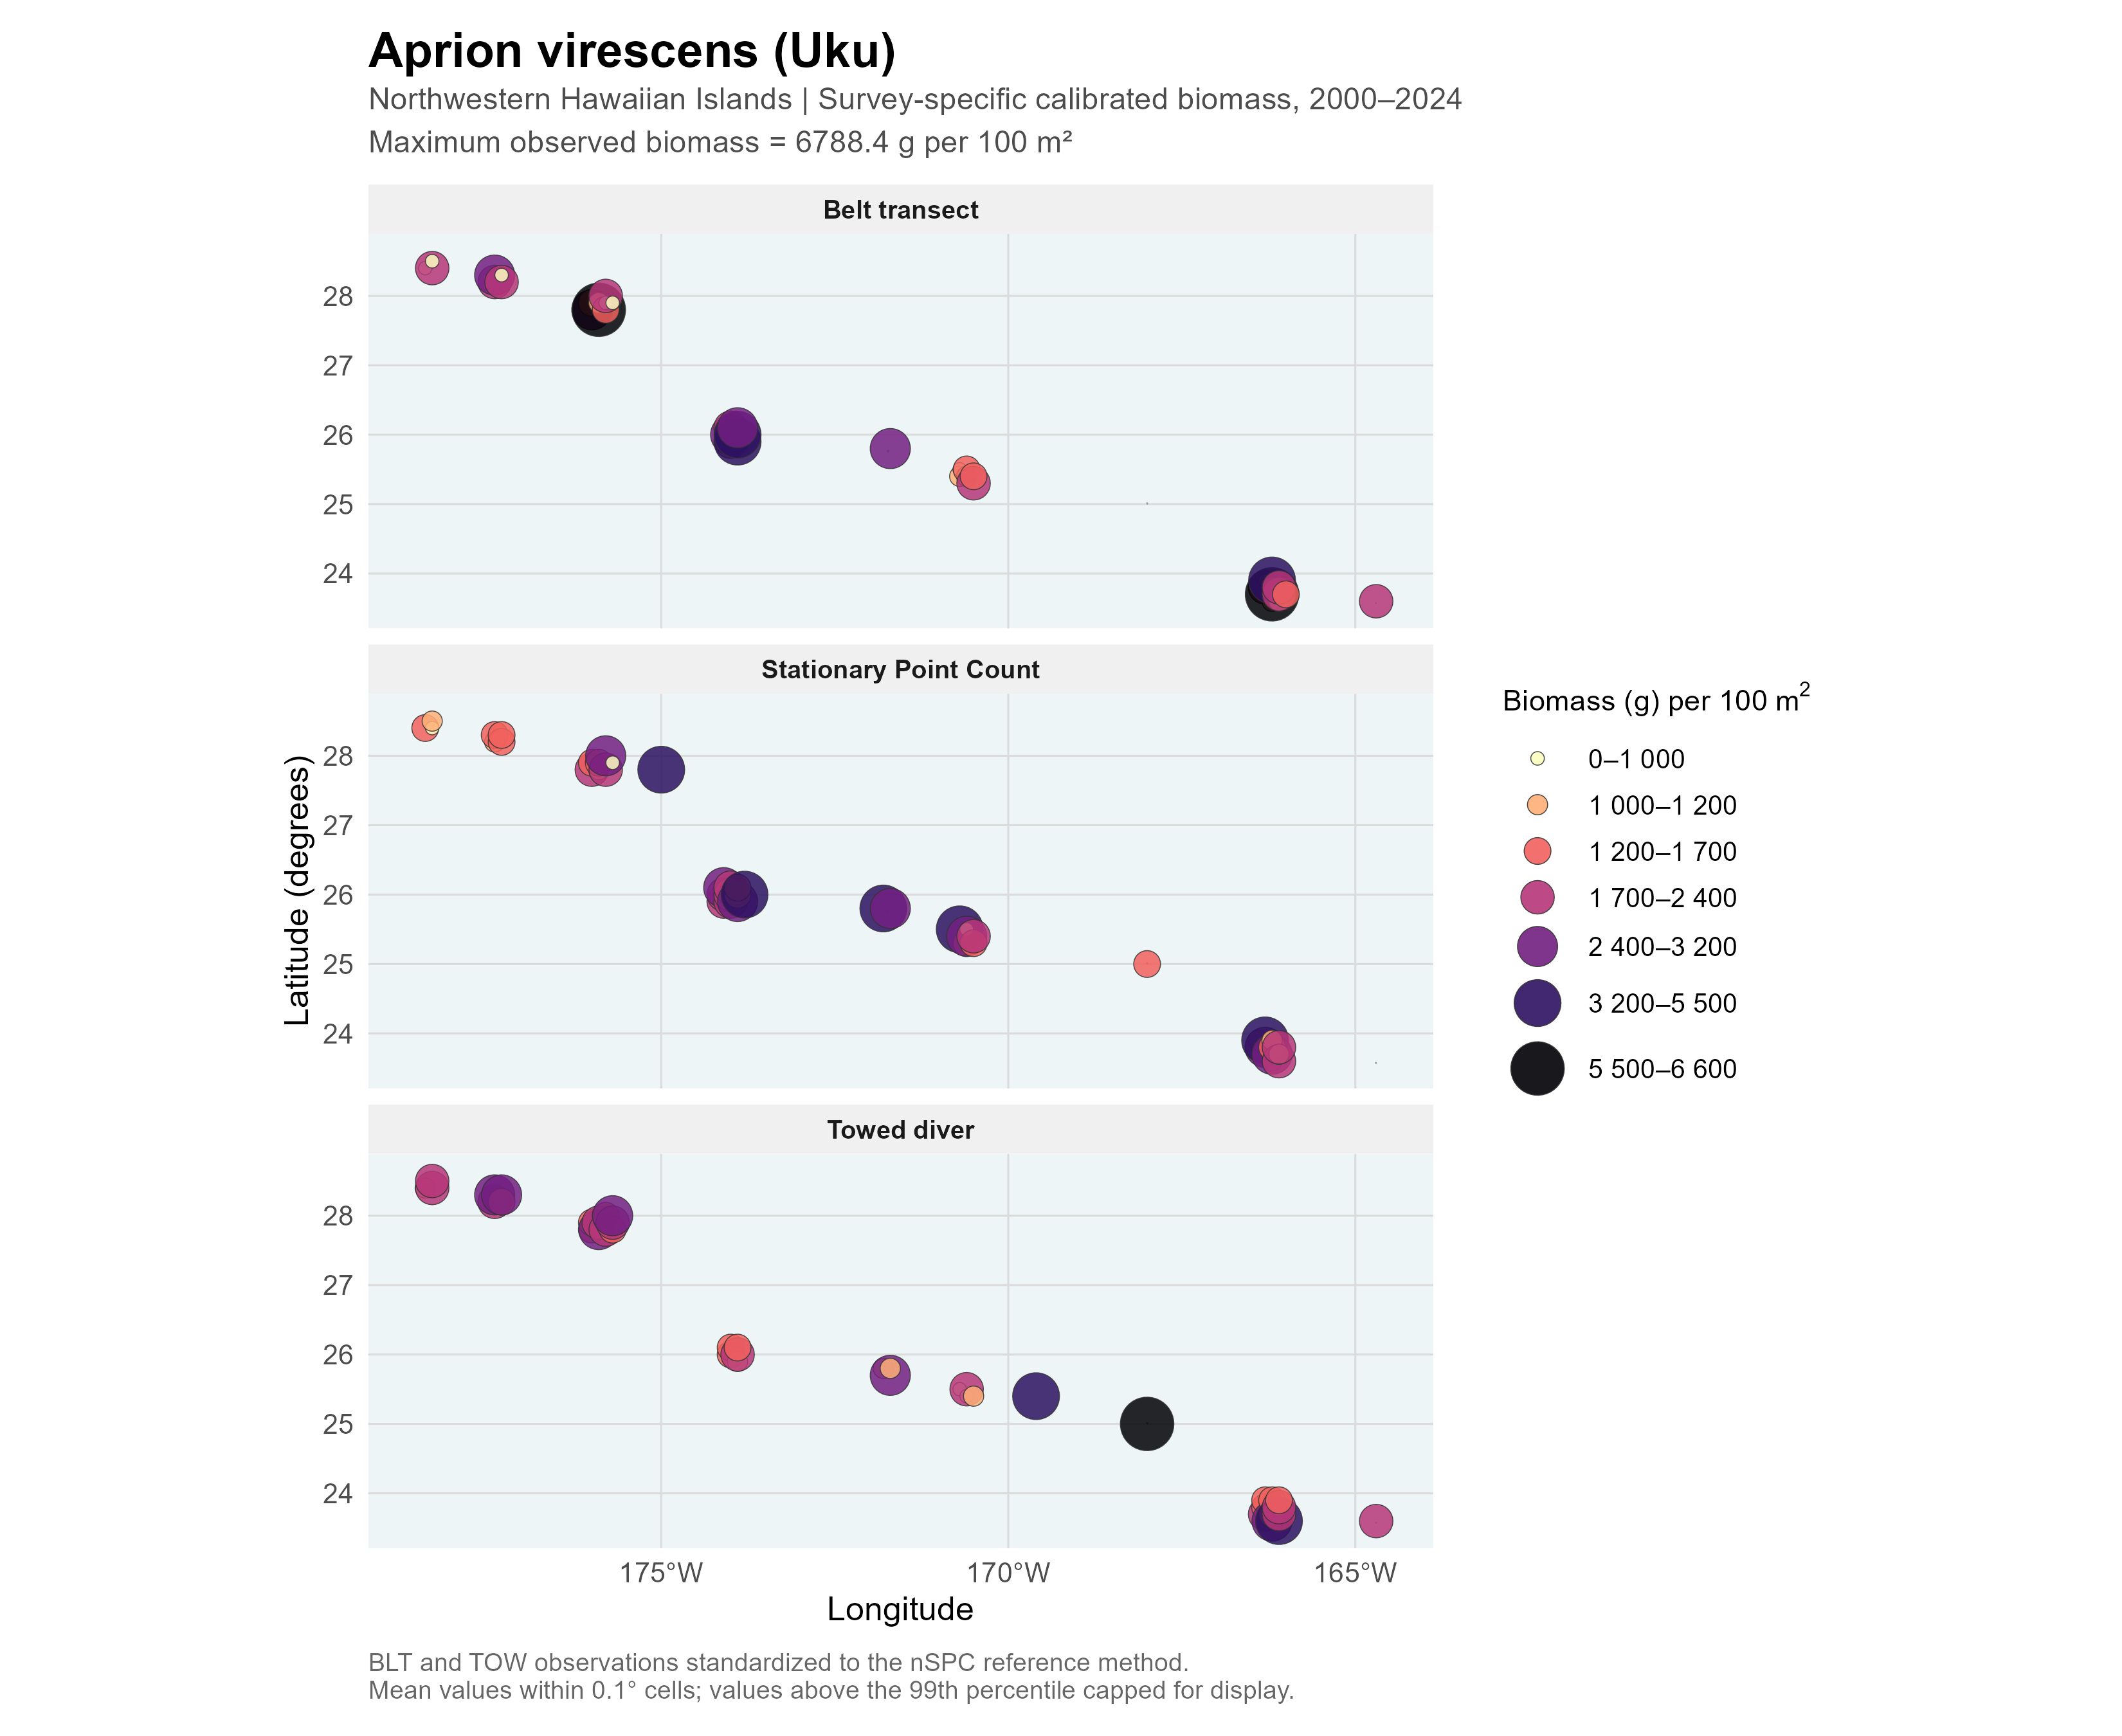 Aprion virescens (Uku)
Northwestern Hawaiian Islands | Survey-specific calibrated biomass, 2000–2024
Maximum observed biomass = 6788.4 g per 100 m²
Belt transect
28
27
26
25
24
Stationary Point Count
28
27
26
25
24
Latitude (degrees)
Towed diver
28
27
26
25
24
175°W
170°W
165°W
Longitude
Biomass (g) per 100 m²
0–1 000
1 000–1 200
1 200–1 700
1 700–2 400
2 400–3 200
3 200–5 500
5 500–6 600
BLT and TOW observations standardized to the nSPC reference method.
Mean values within 0.1° cells; values above the 99th percentile capped for display.